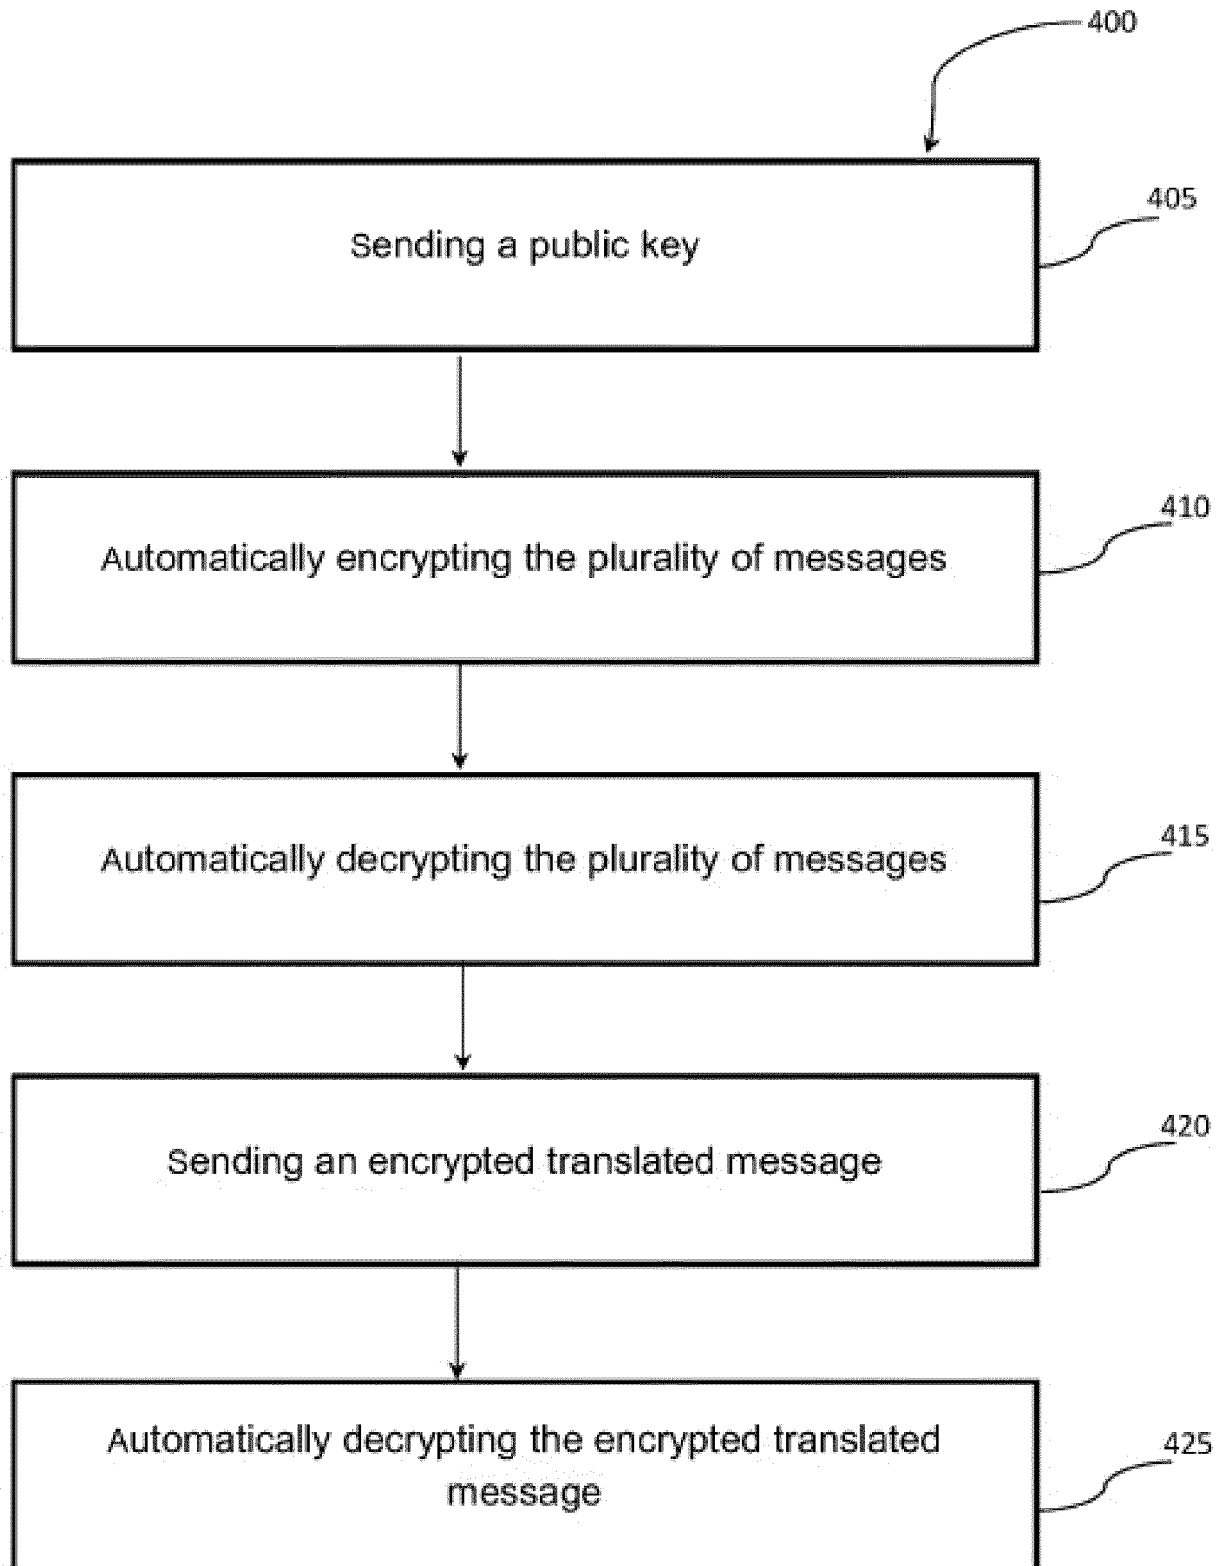 400
Sending a public key
405
Automatically encrypting the plurality of messages
410
Automatically decrypting the plurality of messages
415
Sending an encrypted translated message
420
Automatically decrypting the encrypted translated
message
425